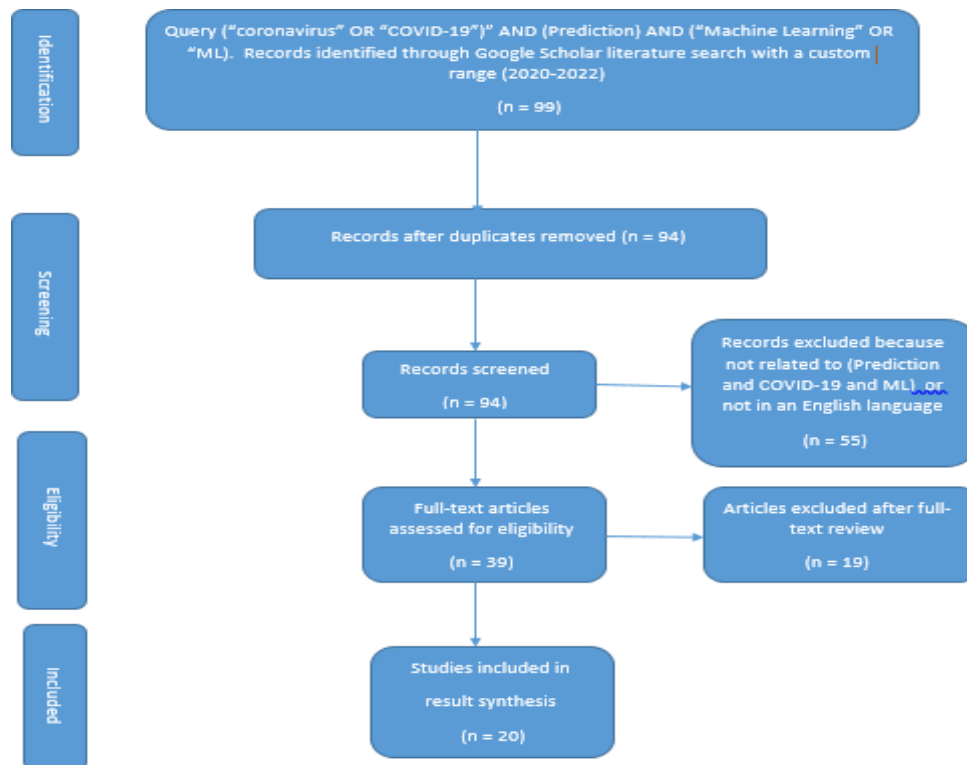 Identification
Query (“coronavirus” OR “COVID-19”)” AND (Prediction) AND (“Machine Learning” OR
“ML). Records identified through Google Scholar literature search with a custom
range (2020-2022)
(n = 99)
Screening
Records after duplicates removed (n = 94)
Records screened
(n = 94)
Records excluded because
not related to (Prediction
and COVID-19 and ML), or
not in an English language
(n = 55)
Eligibility
Full-text articles
assessed for eligibility
(n = 39)
Articles excluded after full-
text review
(n = 19)
Included
Studies included in
result synthesis
(n = 20)